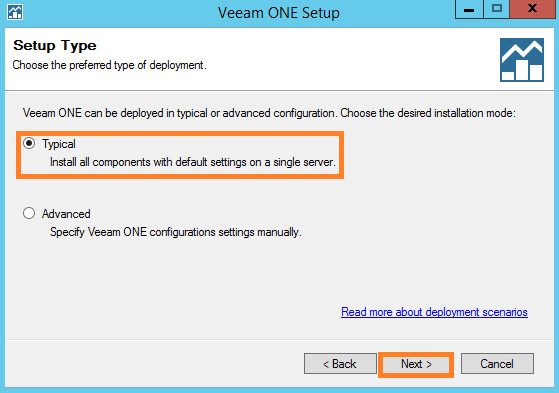 Veeam ONE Setup
Setup Type
Choose the preferred type of deployment.
Veeam ONE can be deployed in typical or advanced configuration. Choose the desired installation mode:
Typical
Install all components with default settings on a single server.
Advanced
Specify Veeam ONE configurations settings manually.
Read more about deployment scenarios
< Back
Next >
Cancel